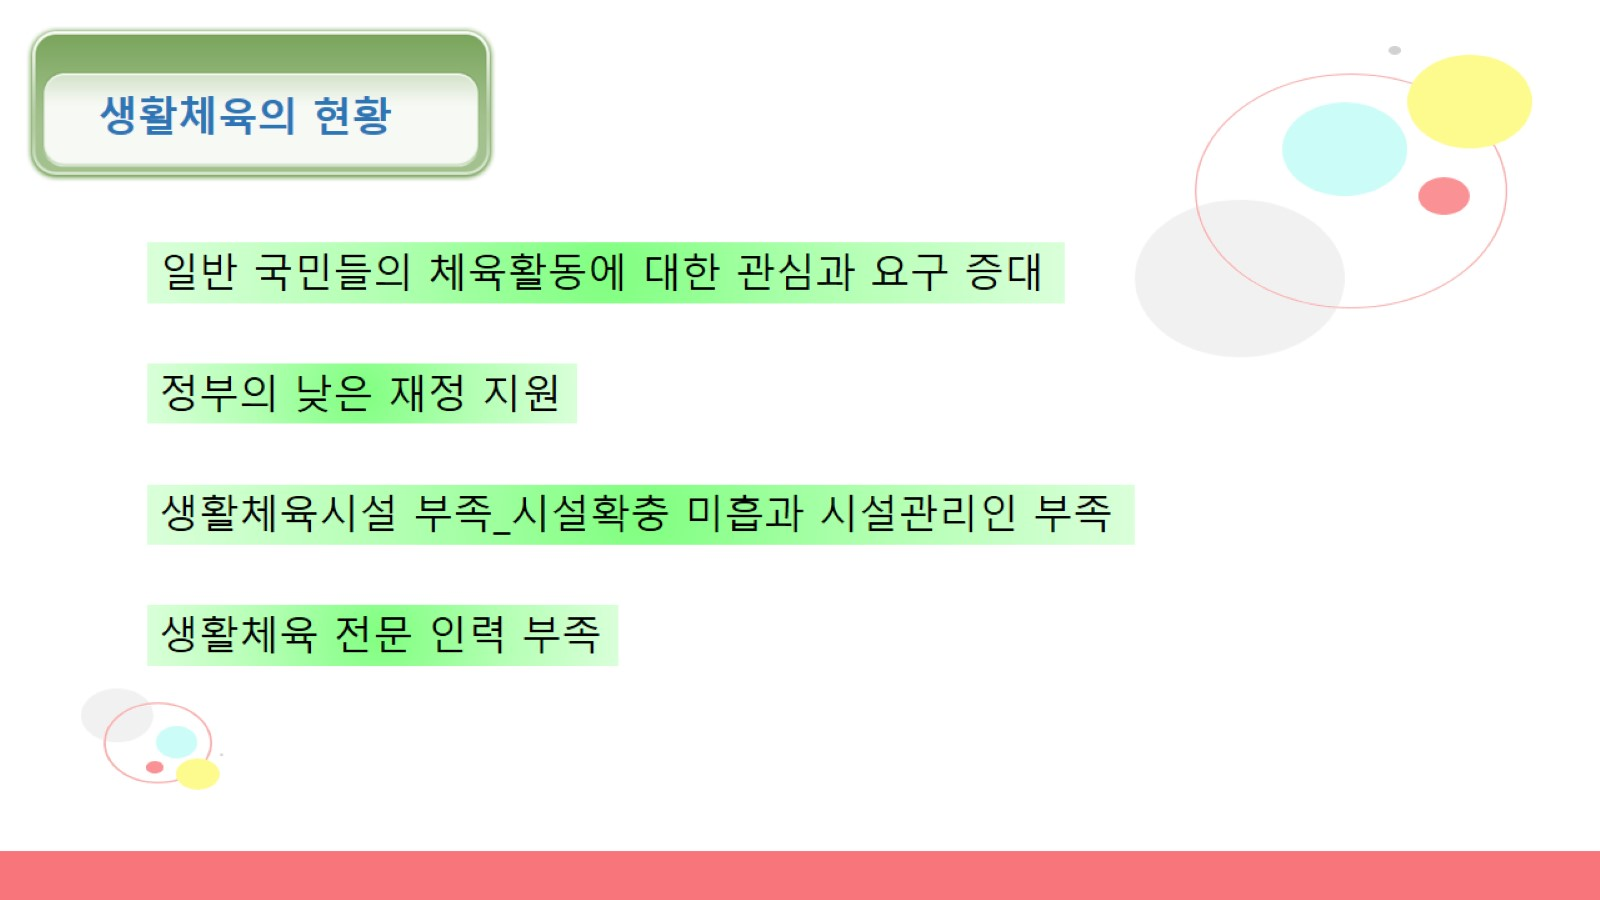 생활체육의 현황
일반 국민들의 체육활동에 대한 관심과 요구 증대
정부의 낮은 재정 지원
생활체육시설 부족_시설확충 미흡과 시설관리인 부족
생활체육 전문 인력 부족